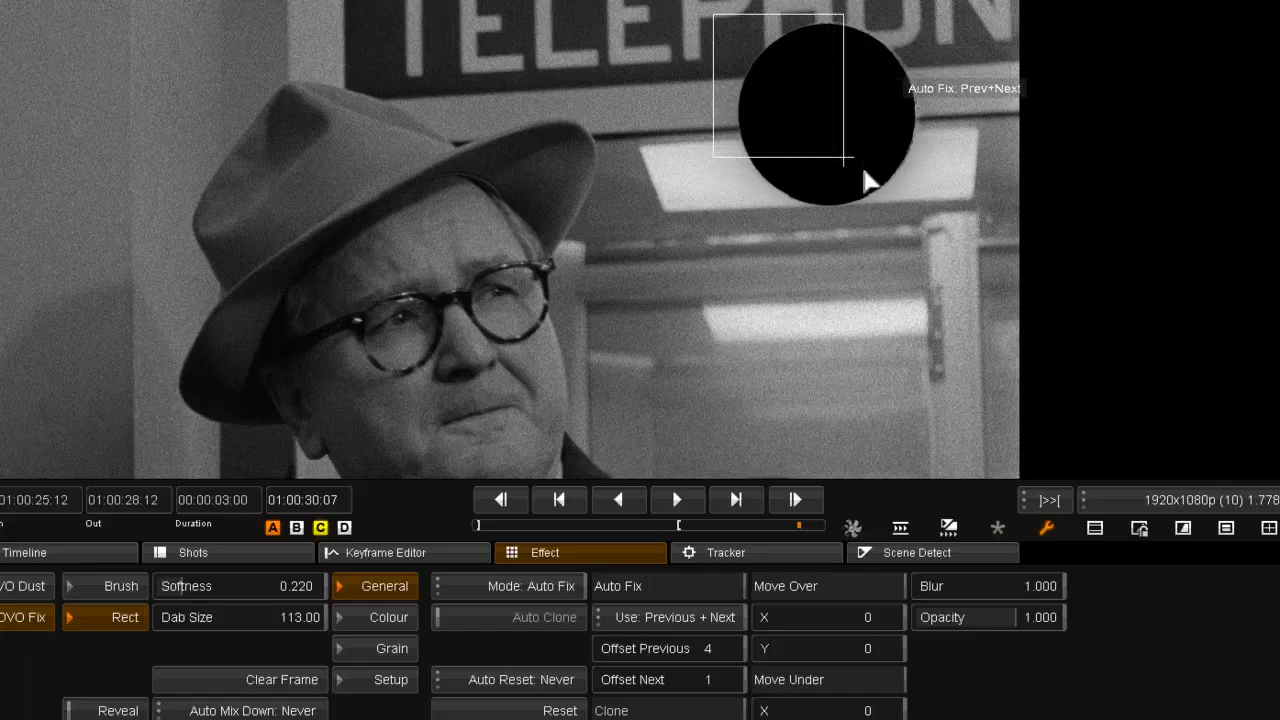 TELEPHON
Auto Fix, Prev+Next
01:00:25:12 01:00:28:12 00:00:03:00 01:00:30:07
]>>[ 1920x1080p (10) 1.778
Out Duration A B C D
Timeline Shots Keyframe Editor Effect Tracker Scene Detect
VO Dust Brush Softness 0.220 General Mode: Auto Fix Auto Fix Move Over Blur 1.000
DVO Fix Rect Dab Size 113.00 Colour Auto Clone Use: Previous + Next X 0 Opacity 1.000
Grain Offset Previous 4 Y 0
Clear Frame Setup Auto Reset: Never Offset Next 1 Move Under
Reveal Auto Mix Down: Never Reset Clone X 0